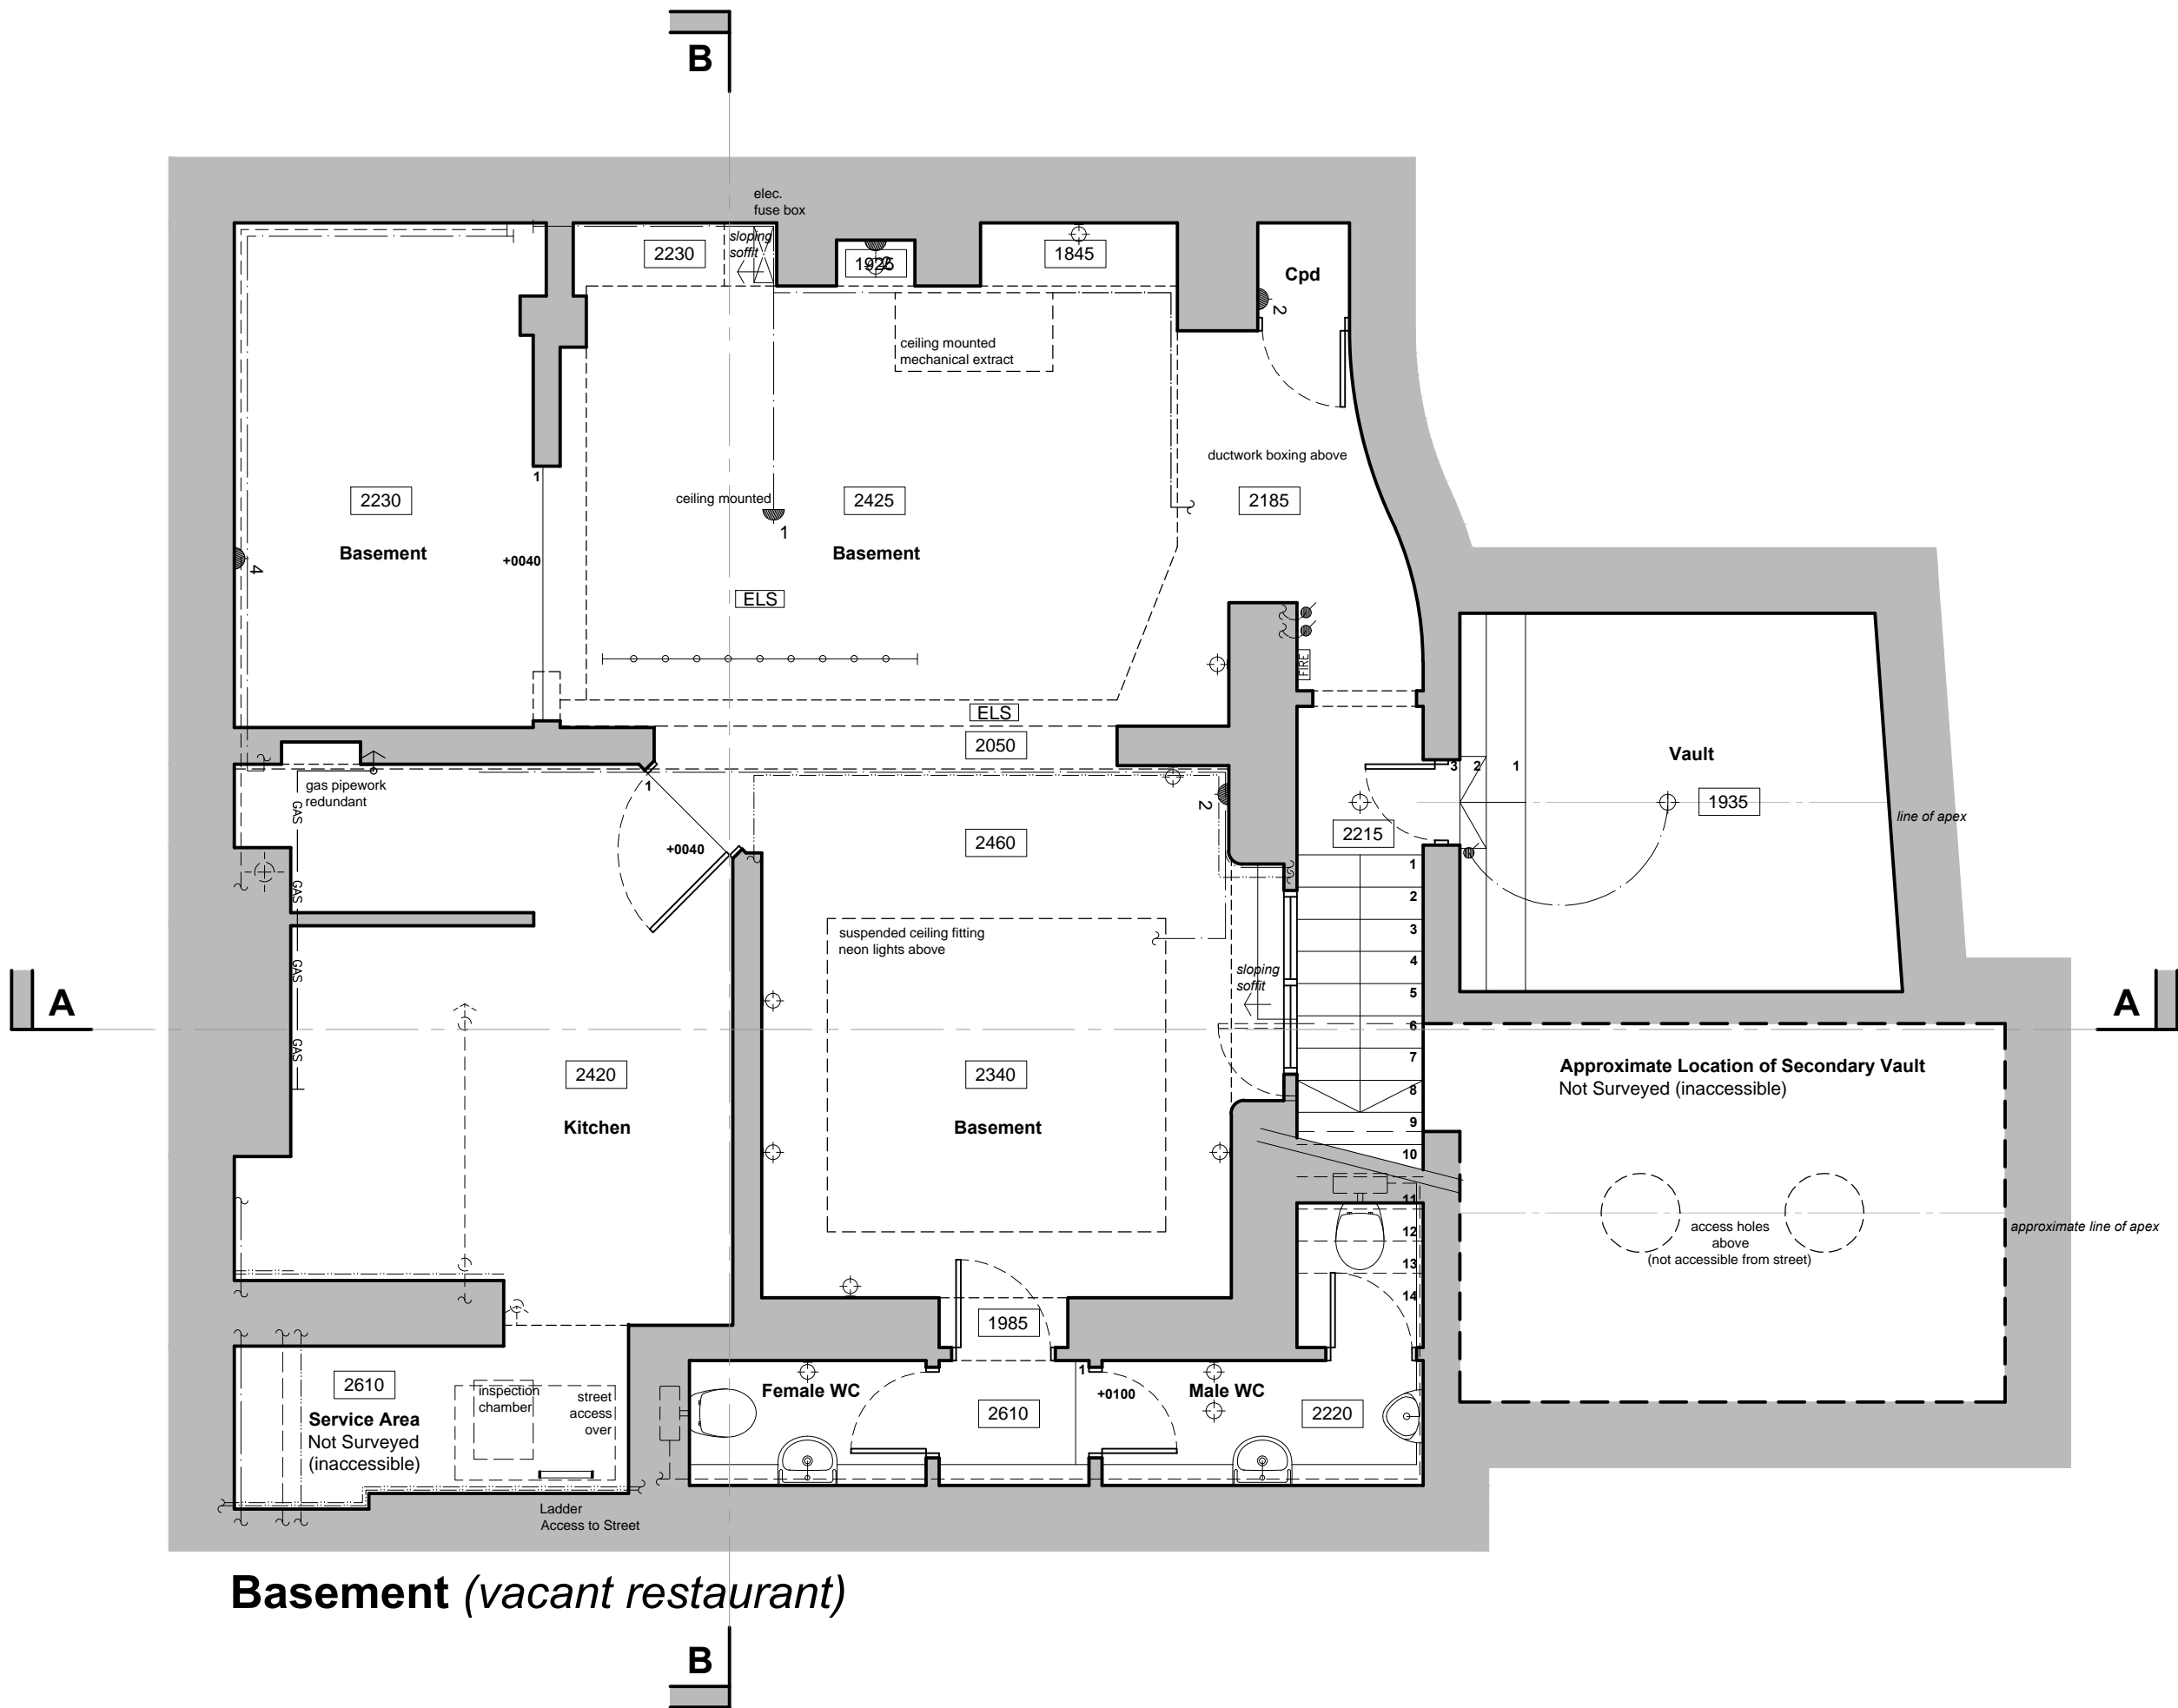 B
elec.
fuse box
sloping
soffit
2230
1925
2
1845
Cpd
2
ceiling mounted
mechanical extract
ductwork boxing above
1
2230
ceiling mounted
2425
2185
1
Basement
+0040
Basement
4
ELS
FIRE
ELS
2050
Vault
3 2 1
1935
line of apex
gas pipework
redundant
1
2
2460
2215
+0040
GAS
GAS
GAS
GAS
suspended ceiling fitting
neon lights above
sloping
soffit
1
2
3
4
5
6
7
8
9
10
11
12
13
14
A
A
2420
Kitchen
2340
Basement
Approximate Location of Secondary Vault
Not Surveyed (inaccessible)
access holes
above
(not accessible from street)
approximate line of apex
1985
2610
Service Area
Not Surveyed
(inaccessible)
inspection
chamber
street
access
over
Ladder
Access to Street
Female WC
2610
1
+0100
Male WC
2220
Basement (vacant restaurant)
B